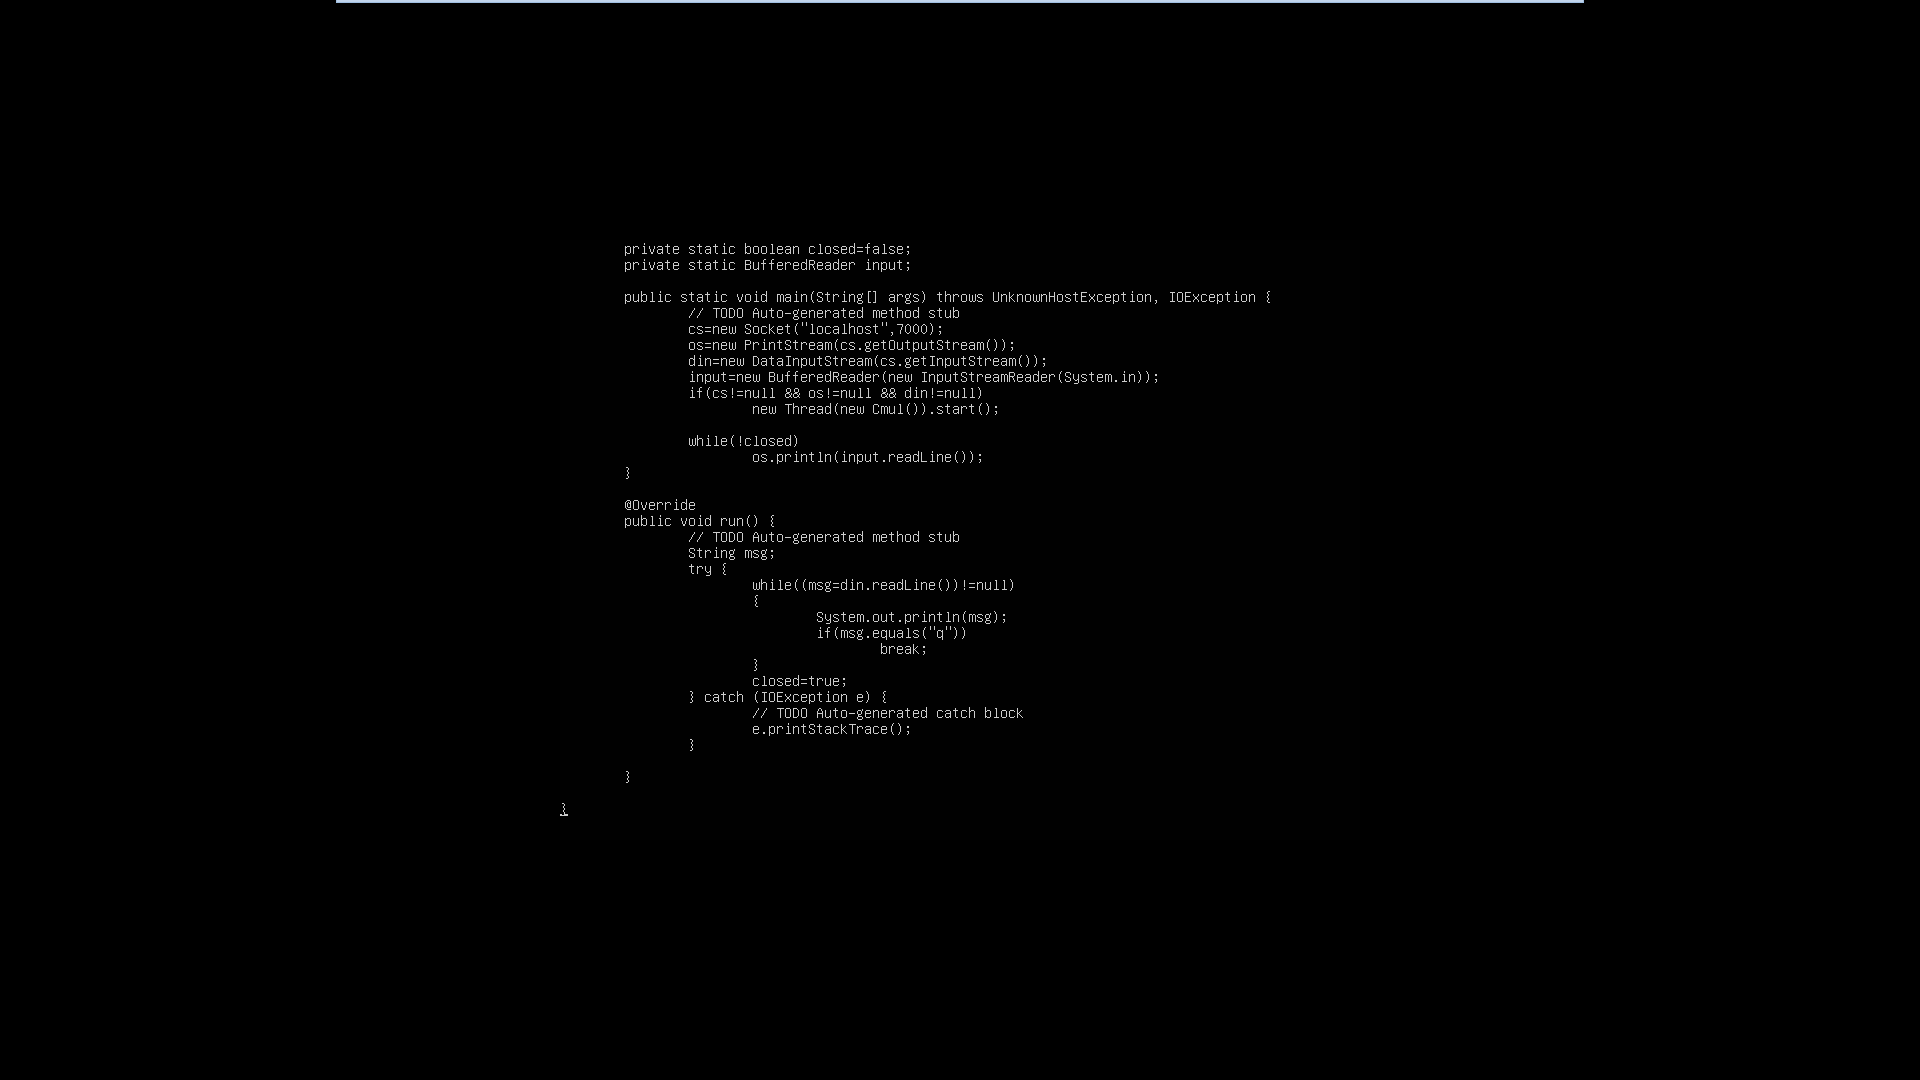 private static boolean closed=false;
private static BufferedReader input;
public static void main(String[] args) throws UnknownHostException, IOException {
// TODO Auto-generated method stub
cs=new Socket("localhost",7000);
os=new PrintStream(cs.getOutputStream());
din=new DataInputStream(cs.getInputStream());
input=new BufferedReader(new InputStreamReader(System.in));
if(cs!=null && os!=null && din!=null)
new Thread(new Cmul()).start();
while(!closed)
os.println(input.readLine());
}
@Override
public void run() {
// TODO Auto-generated method stub
String msg;
try {
while((msg=din.readLine())!=null)
{
System.out.println(msg);
if(msg.equals("q"))
break;
}
closed=true;
} catch (IOException e) {
// TODO Auto-generated catch block
e.printStackTrace();
}
}
}